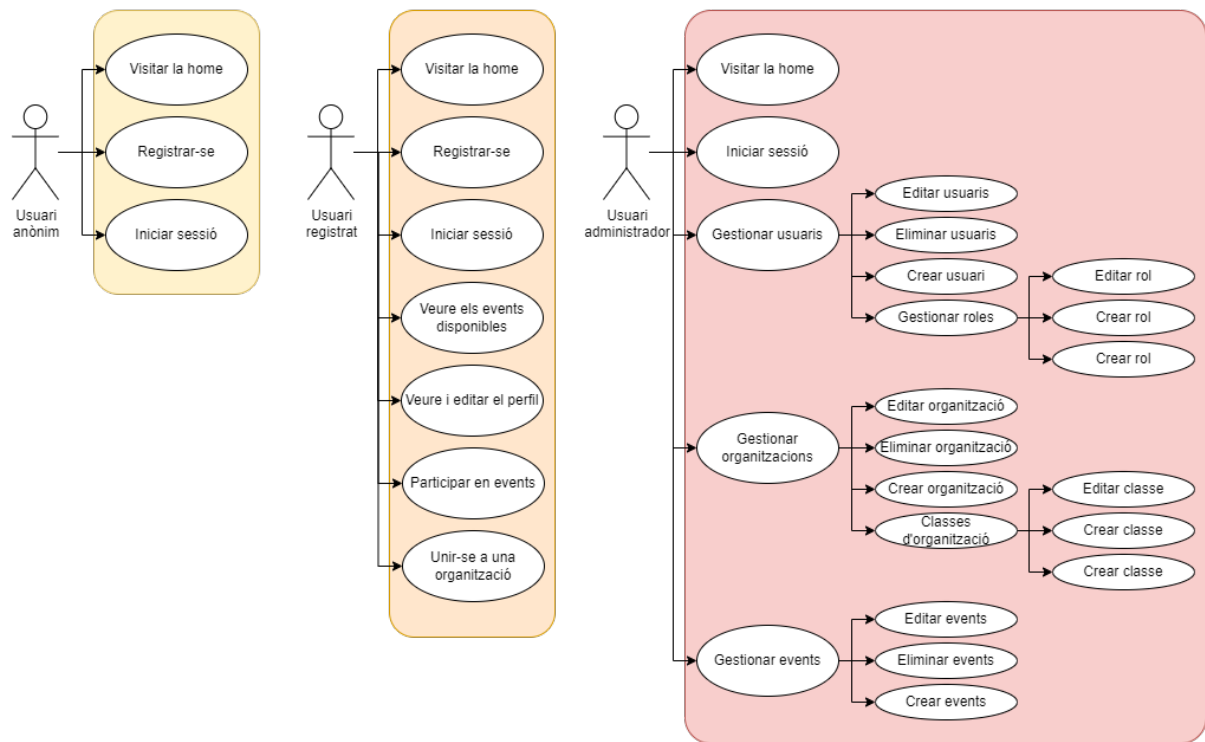 Visitar la home
Registrar-se
Iniciar sessió
Usuari
anònim
Visitar la home
Registrar-se
Iniciar sessió
Veure els events
disponibles
Veure i editar el perfil
Participar en events
Unir-se a una
organització
Usuari
registrat
Visitar la home
Iniciar sessió
Gestionar usuaris
Usuari
administrador
Editar usuaris
Eliminar usuaris
Crear usuari
Gestionar roles
Editar rol
Crear rol
Crear rol
Gestionar
organitzacions
Editar organització
Eliminar organització
Crear organització
Classes
d'organització
Editar classe
Crear classe
Crear classe
Gestionar events
Editar events
Eliminar events
Crear events